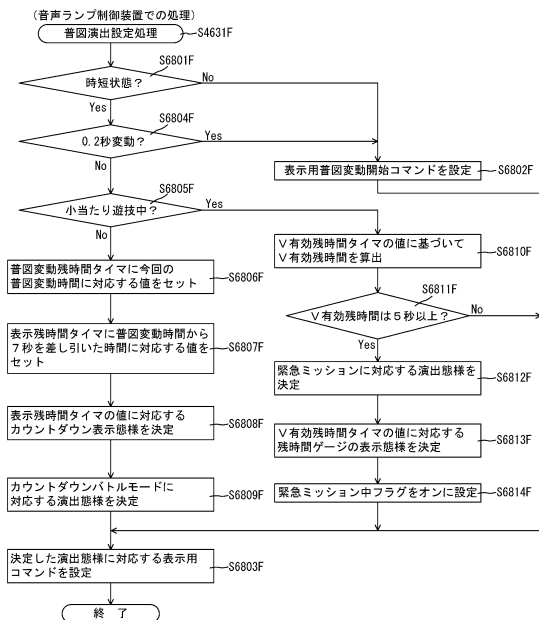 (音声ランプ制御装置での処理)
普図演出設定処理
S4631F
S6801F
時短状態?
No
Yes
S6804F
0.2秒変動?
Yes
No
表示用普図変動開始コマンドを設定
S6802F
S6805F
小当たり遊技中?
Yes
No
普図変動残時間タイマに今回の
普図変動時間に対応する値をセット
S6806F
表示残時間タイマに普図変動時間から
7秒を差し引いた時間に対応する値を
セット
S6807F
表示残時間タイマの値に対応する
カウントダウン表示態様を決定
S6808F
カウントダウンバトルモードに
対応する演出態様を決定
S6809F
V有効残時間タイマの値に基づいて
V有効残時間を算出
S6810F
S6811F
V有効残時間は5秒以上?
No
Yes
緊急ミッションに対応する演出態様を
決定
S6812F
V有効残時間タイマの値に対応する
残時間ゲージの表示態様を決定
S6813F
緊急ミッション中フラグをオンに設定
S6814F
決定した演出態様に対応する表示用
コマンドを設定
S6803F
終了